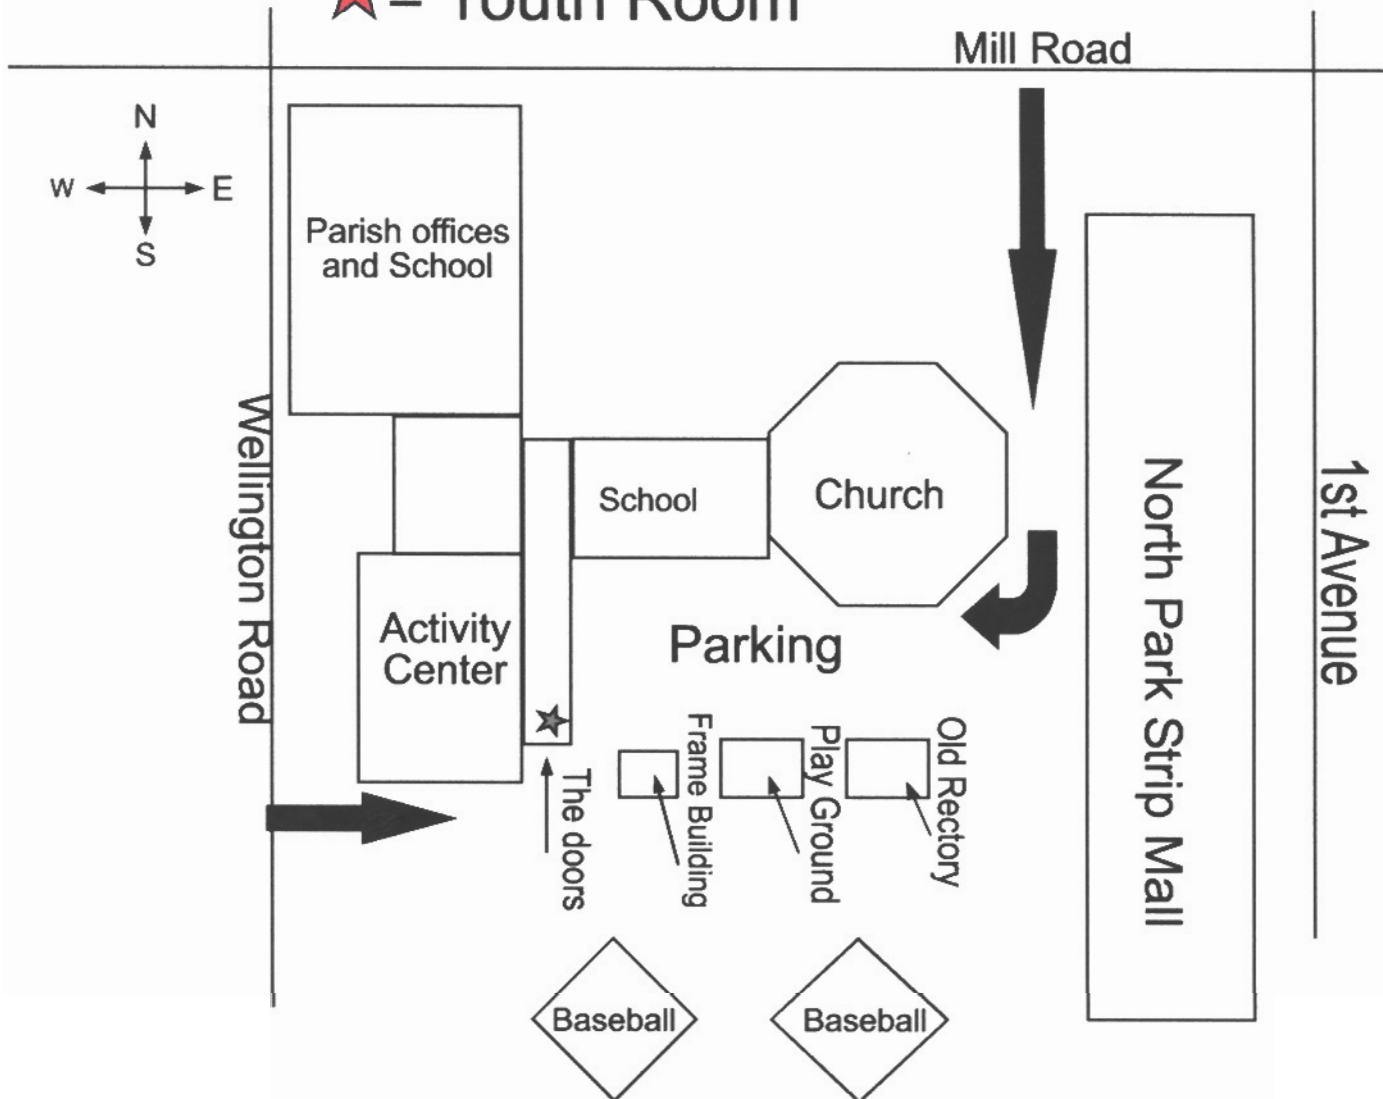 = Youth Room
Mill Road
N
W
E
S
Parish offices
and School
Wellington Road
School
Church
North Park Strip Mall
1st Avenue
Activity
Center
Parking
The doors
Frame Building
Play Ground
Old Rectory
Baseball
Baseball